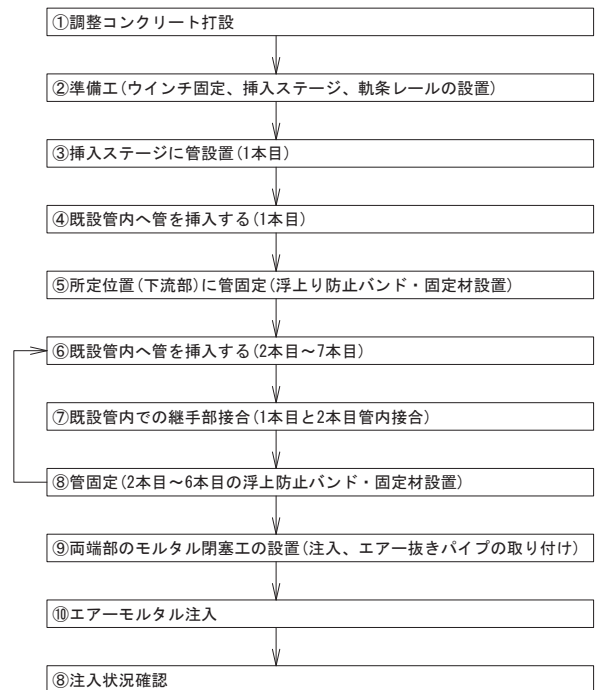 ①調整コンクリート打設
②準備工(ウインチ固定、挿入ステージ、軌条レールの設置)
③挿入ステージに管設置(1本目)
④既設管内へ管を挿入する(1本目)
⑤所定位置(下流部)に管固定(浮上り防止バンド・固定材設置)
⑥既設管内へ管を挿入する(2本目～7本目)
⑦既設管内での継手部接合(1本目と2本目管内接合)
⑧管固定(2本目～6本目の浮上防止バンド・固定材設置)
⑨両端部のモルタル閉塞工の設置(注入、エアー抜きパイプの取り付け)
⑩エアーモルタル注入
⑧注入状況確認